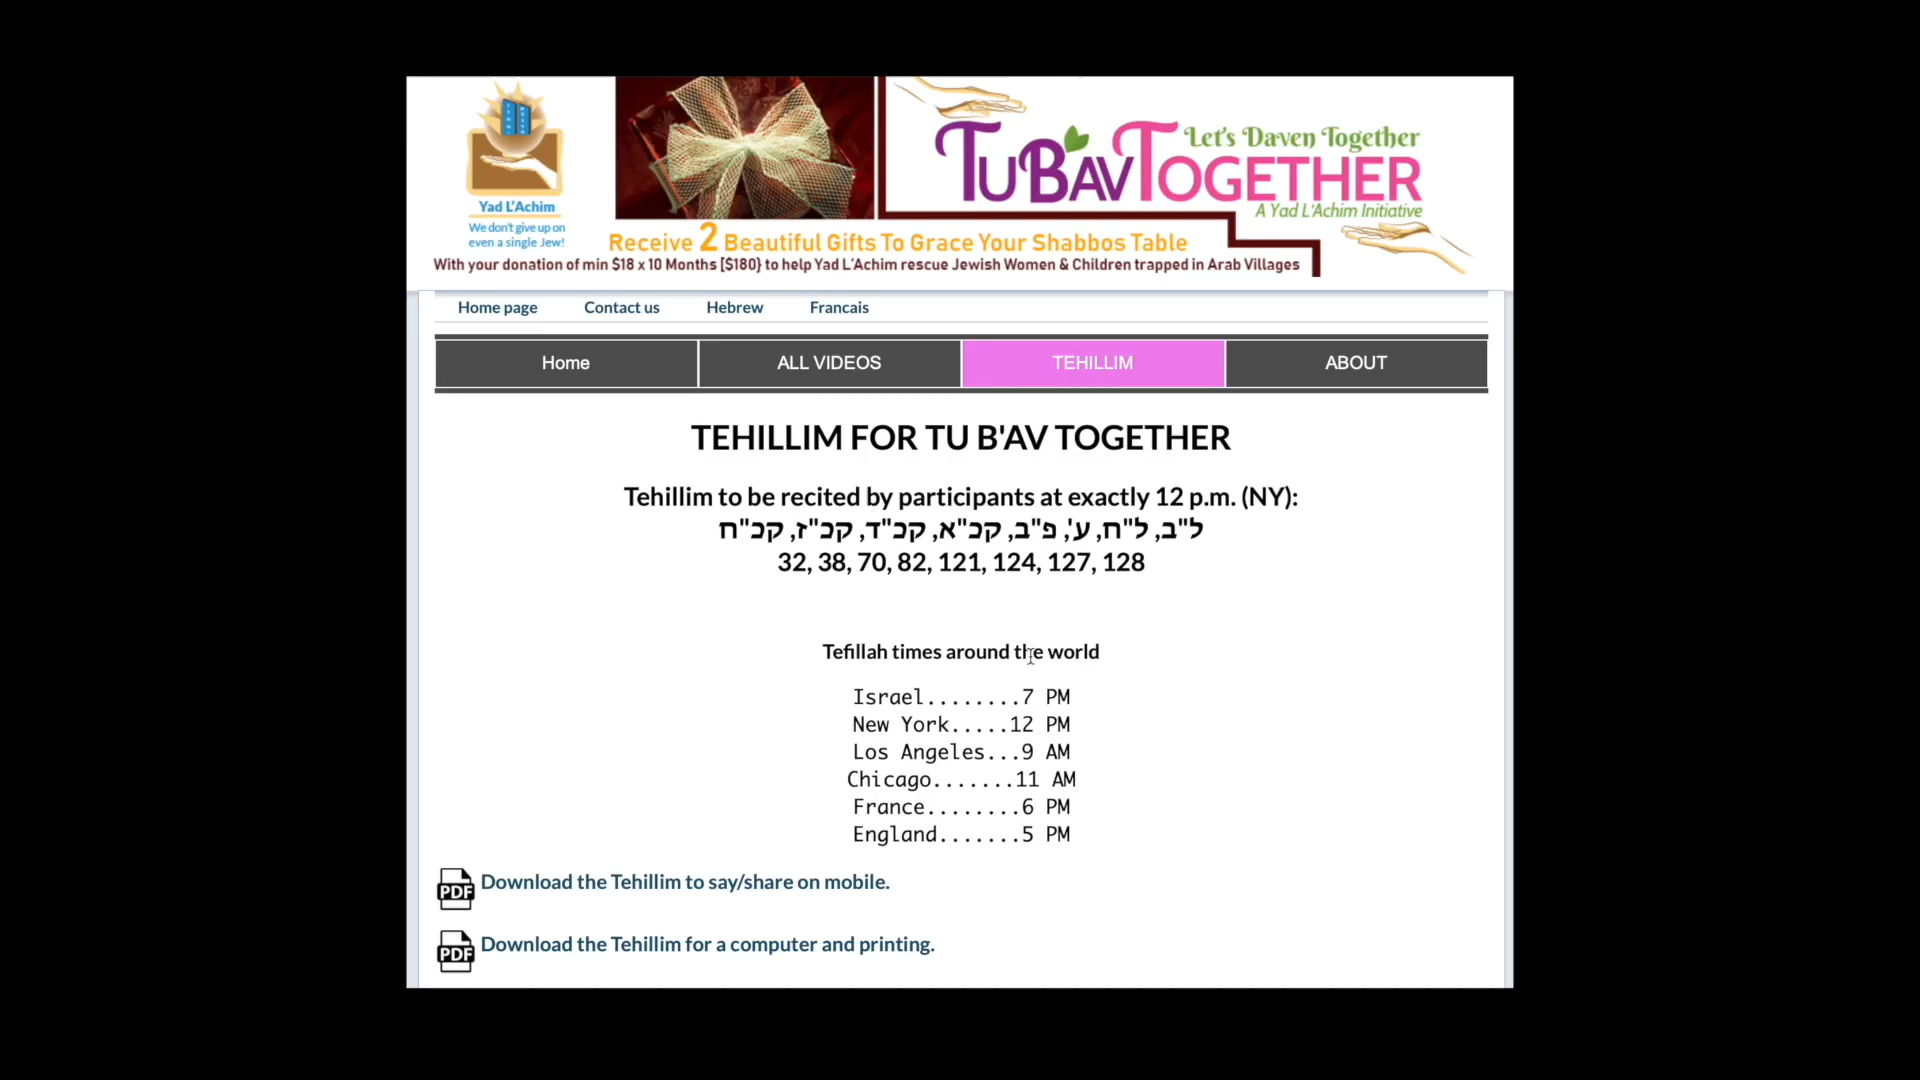 Yad L'Achim
We don't give up on
even a single Jew!
Let's Daven Together
TUB'AVTOGETHER
A Yad L'Achim Initiative
Receive 2 Beautiful Gifts To Grace Your Shabbos Table
With your donation of min $18 x 10 Months [$180} to help Yad L'Achim rescue Jewish Women & Children trapped in Arab Villages
Home page Contact us Hebrew Francais
Home ALL VIDEOS TEHILLIM ABOUT
TEHILLIM FOR TU B'AV TOGETHER
Tehillim to be recited by participants at exactly 12 p.m. (NY):
ל"ב, ל"ח, ע', פ"ב, קכ"א, קכ"ד, קכ"ז, קכ"ח
32, 38, 70, 82, 121, 124, 127, 128
Tefillah times around the world
Israel........7 PM
New York.....12 PM
Los Angeles...9 AM
Chicago.......11 AM
France........6 PM
England.......5 PM
PDF Download the Tehillim to say/share on mobile.
PDF Download the Tehillim for a computer and printing.